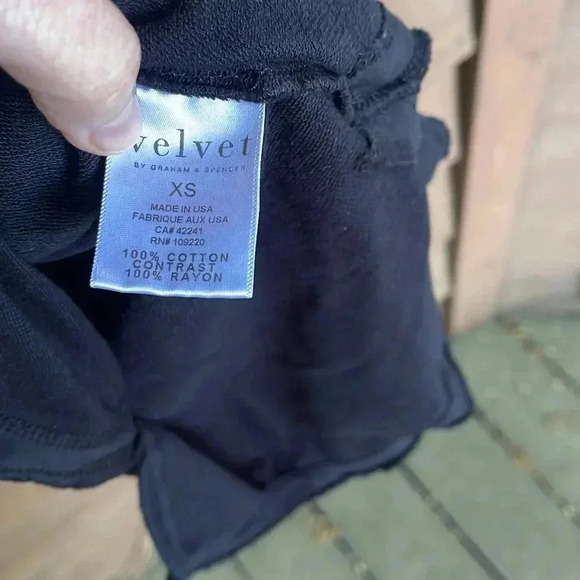 velvet
BY GRAHAM & SPENCER
XS
MADE IN USA
FABRIQUE AUX USA
CA# 42241
RN# 109220
100% COTTON
CONTRAST
100% RAYON